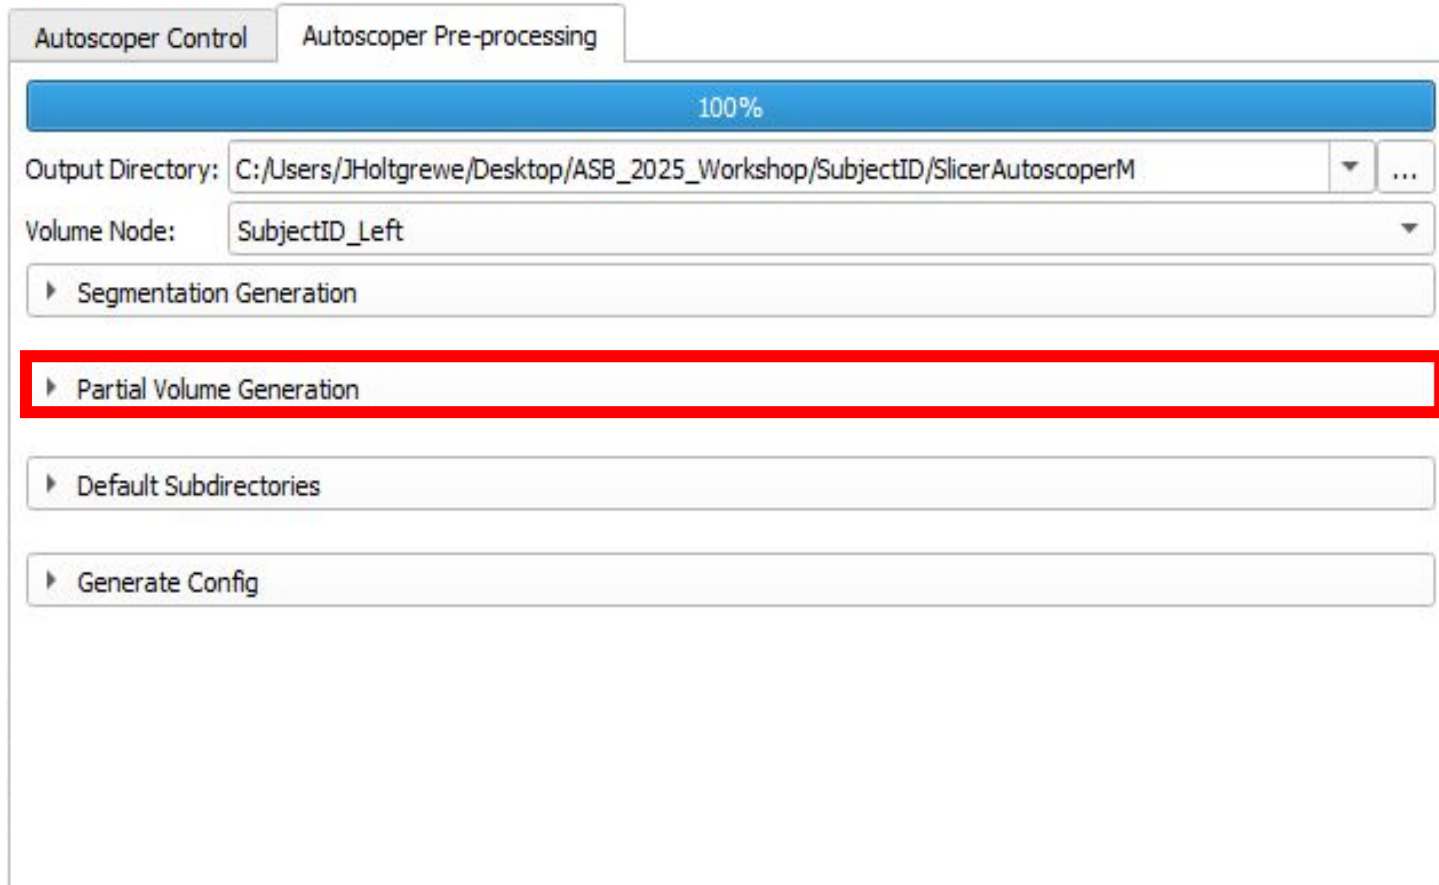 Autoscoper Control
Autoscoper Pre-processing
100%
Output Directory: C:/Users/JHoltgrewe/Desktop/ASB_2025_Workshop/SubjectID/SlicerAutoscoperM ...
Volume Node: SubjectID_Left
Segmentation Generation
Partial Volume Generation
Default Subdirectories
Generate Config